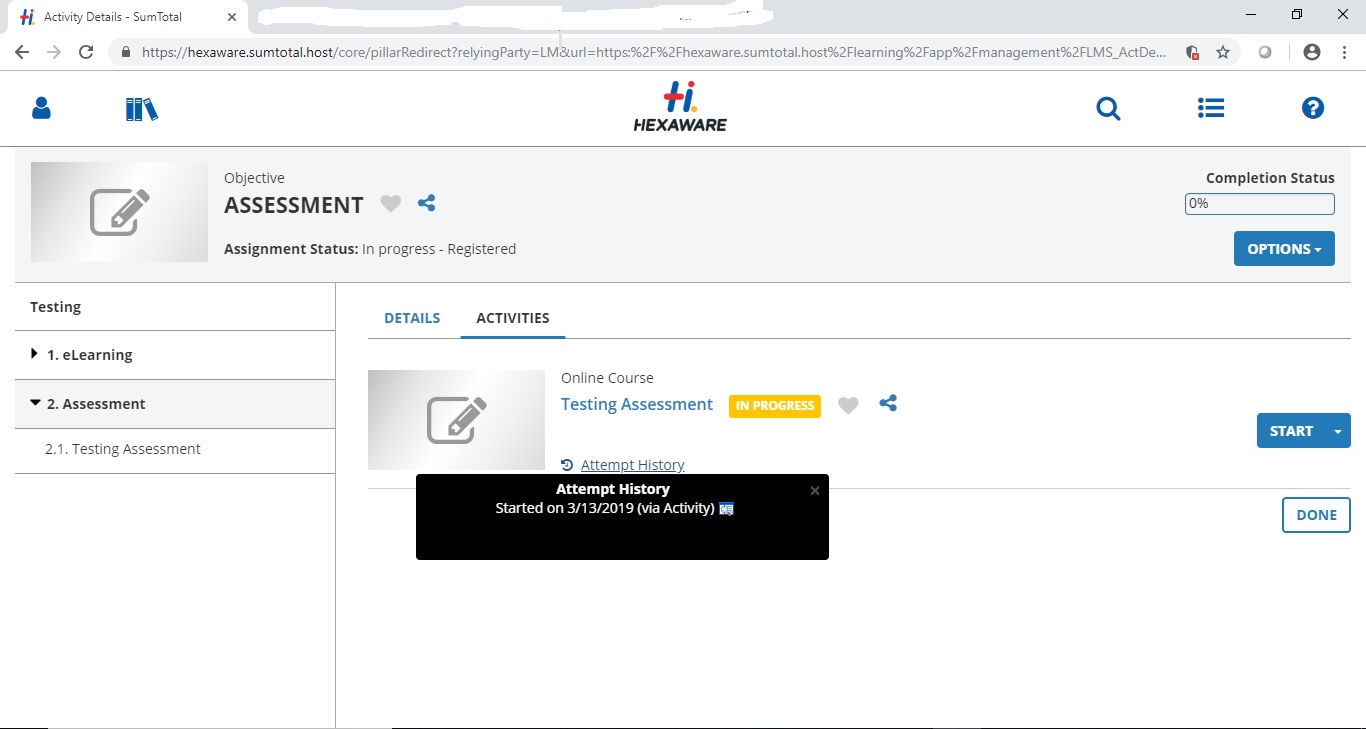 Activity Details - SumTotal
https://hexaware.sumtotal.host/core/pillarRedirect?relyingParty=LM&url=https:%2F%2Fhexaware.sumtotal.host%2Flearning%2Fapp%2Fmanagement%2FLMS_ActDe...
Hi.
HEXAWARE
Objective
ASSESSMENT
Assignment Status: In progress - Registered
Completion Status
0%
OPTIONS
Testing
1. eLearning
2. Assessment
2.1. Testing Assessment
DETAILS
ACTIVITIES
Online Course
Testing Assessment
IN PROGRESS
START
Attempt History
Attempt History
Started on 3/13/2019 (via Activity)
DONE